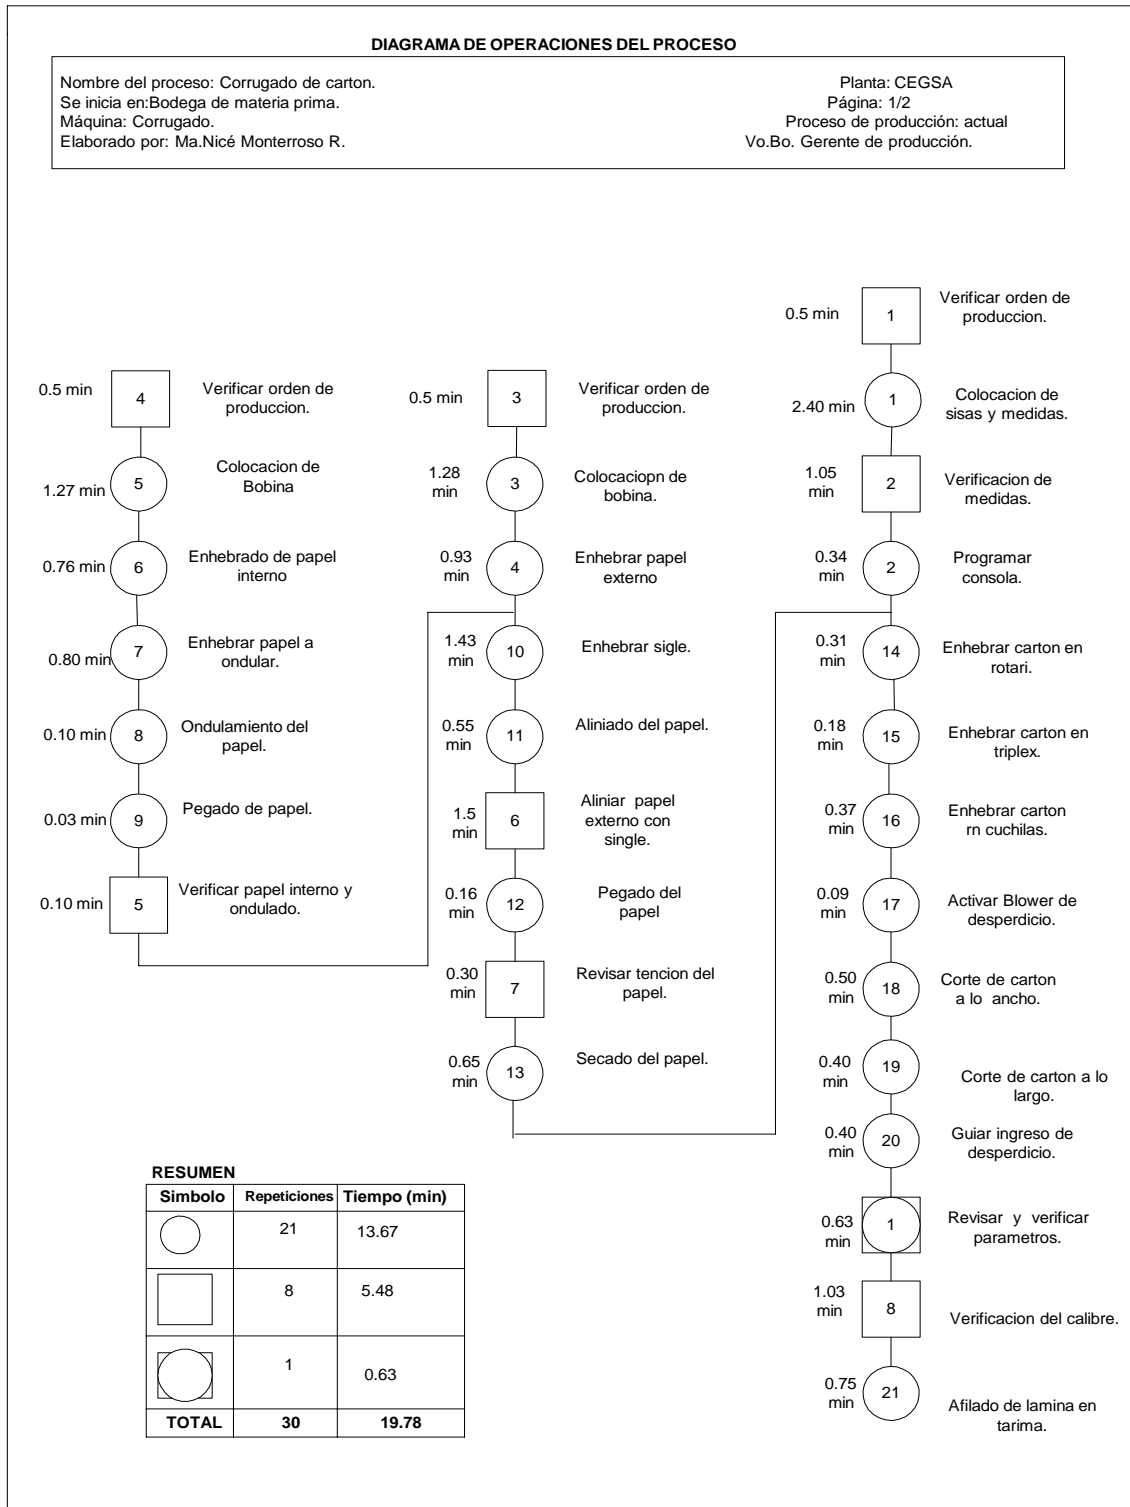 DIAGRAMA DE OPERACIONES DEL PROCESO
Nombre del proceso: Corrugado de carton.
Se inicia en:Bodega de materia prima.
Máquina: Corrugado.
Elaborado por: Ma.Nicé Monterroso R.
Planta: CEGSA
Página: 1/2
Proceso de producción: actual
Vo.Bo. Gerente de producción.
0.5 min
4
Verificar orden de
produccion.
1.27 min
5
Colocacion de
Bobina
0.76 min
6
Enhebrado de papel
interno
0.80 min
7
Enhebrar papel a
ondular.
0.10 min
8
Ondulamiento del
papel.
0.03 min
9
Pegado de papel.
0.10 min
5
Verificar papel interno y
ondulado.
0.5 min
3
Verificar orden de
produccion.
1.28
min
3
Colocaciopn de
bobina.
0.93
min
4
Enhebrar papel
externo
1.43
min
10
Enhebrar sigle.
0.55
min
11
Aliniado del papel.
1.5
min
6
Aliniar papel
externo con
single.
0.16
min
12
Pegado del
papel
0.30
min
7
Revisar tencion del
papel.
0.65
min
13
Secado del papel.
0.5 min
1
Verificar orden de
produccion.
2.40 min
1
Colocacion de
sisas y medidas.
1.05
min
2
Verificacion de
medidas.
0.34
min
2
Programar
consola.
0.31
min
14
Enhebrar carton en
rotari.
0.18
min
15
Enhebrar carton en
triplex.
0.37
min
16
Enhebrar carton
rn cuchilas.
0.09
min
17
Activar Blower de
desperdicio.
0.50
min
18
Corte de carton
a lo ancho.
0.40
min
19
Corte de carton a lo
largo.
0.40
min
20
Guiar ingreso de
desperdicio.
0.63
min
1
Revisar y verificar
parametros.
1.03
min
8
Verificacion del calibre.
0.75
min
21
Afilado de lamina en
tarima.
RESUMEN
Simbolo Repeticiones Tiempo (min)
21 13.67
8 5.48
1 0.63
TOTAL 30 19.78